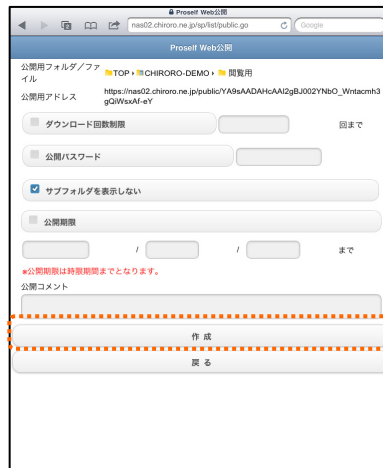 Proself Web公開
nas02.chiroro.ne.jp/sp/list/public.go
Google
Proself Web公開
公開用フォルダ／ファイル
TOP › CHIRORO-DEMO › 閲覧用
公開用アドレス
https://nas02.chiroro.ne.jp/public/YA9sAADAHcAAI2gBJ002YNbO_Wntacmh3
gQiWsxAf-eY
ダウンロード回数制限
回まで
公開パスワード
サブフォルダを表示しない
公開期限
/ / まで
※公開期限は時限期間までとなります。
公開コメント
作 成
戻 る